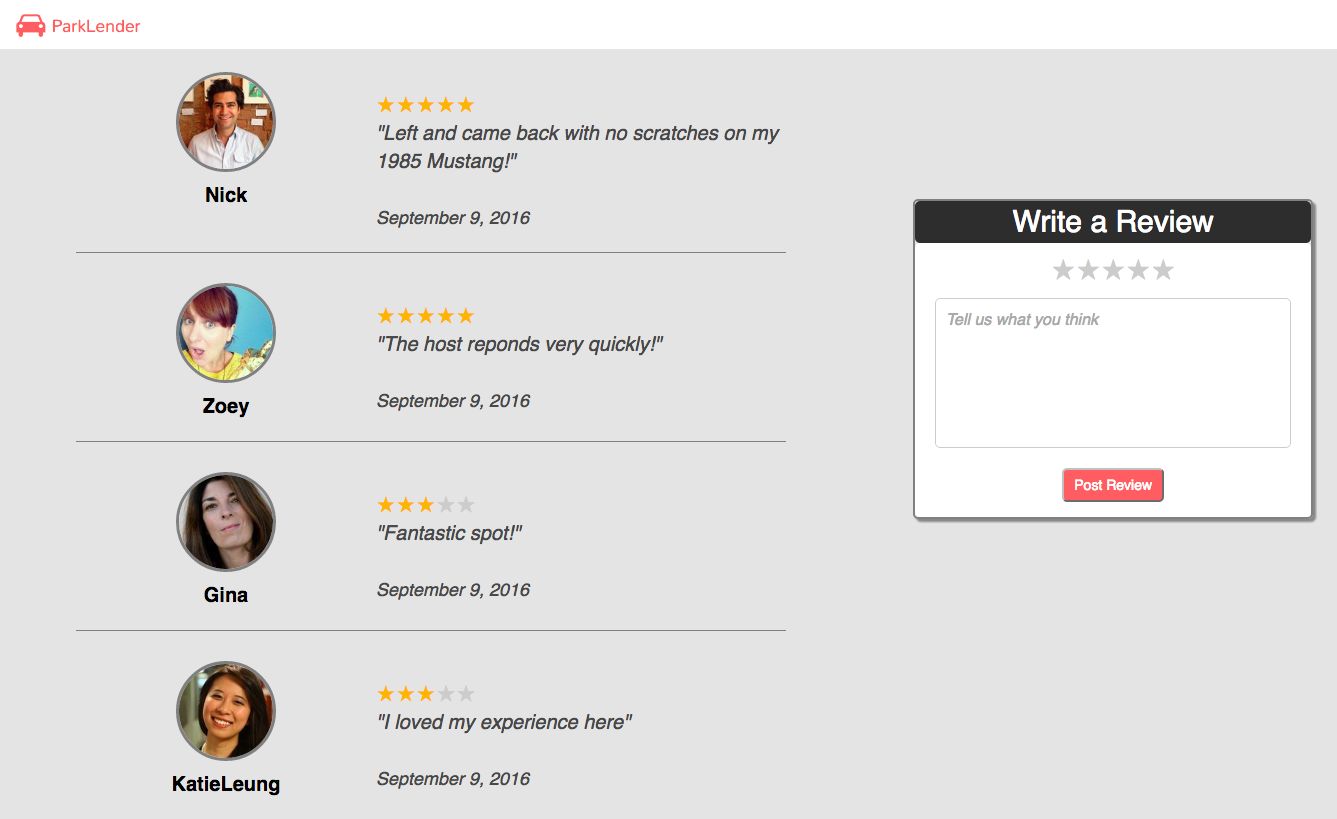 ParkLender
"Left and came back with no scratches on my
1985 Mustang!"
September 9, 2016
Nick
"The host reponds very quickly!"
September 9, 2016
Zoey
"Fantastic spot!"
September 9, 2016
Gina
"I loved my experience here"
September 9, 2016
KatieLeung
Write a Review
Tell us what you think
Post Review